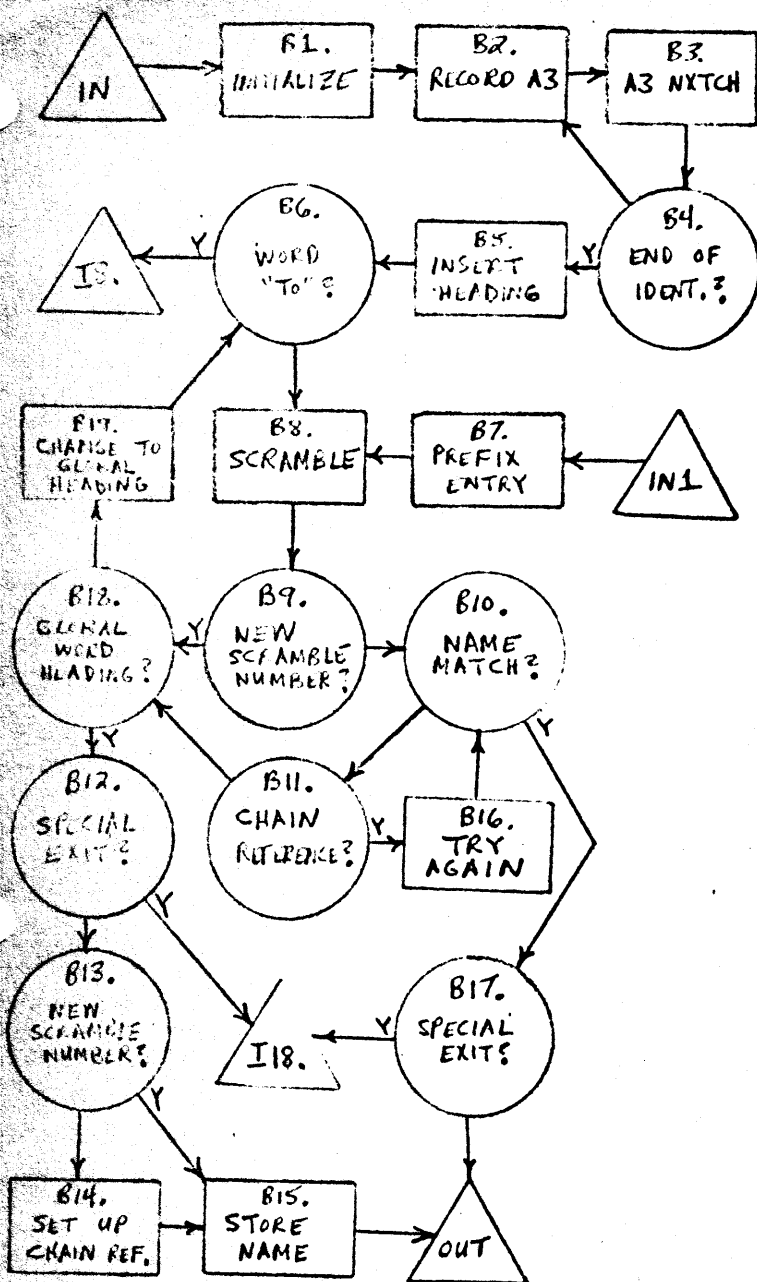 IN
B1.
INITIALIZE
B2.
RECORD A3
B3.
A3 NXTCH
Y
B4.
END OF
IDENT.?
Y
B5.
INSERT
HEADING
B6.
WORD
"TO"?
Y
I8.
Y
B19.
CHANGE TO
GLOBAL
HEADING
B8.
SCRAMBLE
B7.
PREFIX
ENTRY
IN1
B18.
GLOBAL
WORD
HEADING?
Y
B9.
NEW
SCRAMBLE
NUMBER?
B10.
NAME
MATCH?
Y
Y
B12.
SPECIAL
EXIT?
Y
B11.
CHAIN
REFERENCE?
Y
B16.
TRY
AGAIN
B13.
NEW
SCRAMBLE
NUMBER?
Y
I18.
Y
B17.
SPECIAL
EXIT?
B14.
SET UP
CHAIN REF.
B15.
STORE
NAME
OUT